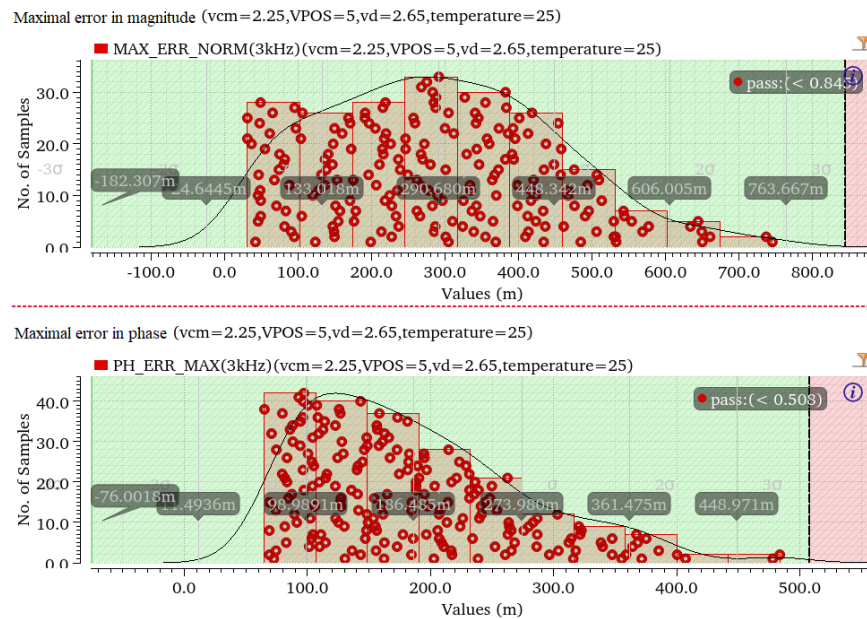 Maximal error in magnitude (vcm=2.25,VPOS=5,vd=2.65,temperature=25)
MAX_ERR_NORM(3kHz)(vcm=2.25,VPOS=5,vd=2.65,temperature=25)
pass:(< 0.845)
No. of Samples
30.0
20.0
10.0
0.0
-3σ 2σ 3σ
-182.307m 24.6445m 133.018m 290.680m 448.342m 606.005m 763.667m
-100.0 0.0 100.0 200.0 300.0 400.0 500.0 600.0 700.0 800
Values (m)
Maximal error in phase (vcm=2.25,VPOS=5,vd=2.65,temperature=25)
PH_ERR_MAX(3kHz)(vcm=2.25,VPOS=5,vd=2.65,temperature=25)
pass:(< 0.508)
No. of Samples
40.0
30.0
20.0
10.0
0.0
2σ 3σ
-76.0018m 11.4936m 98.9891m 186.485m 273.980m 361.475m 448.971m
0.0 100.0 200.0 300.0 400.0 500.0
Values (m)